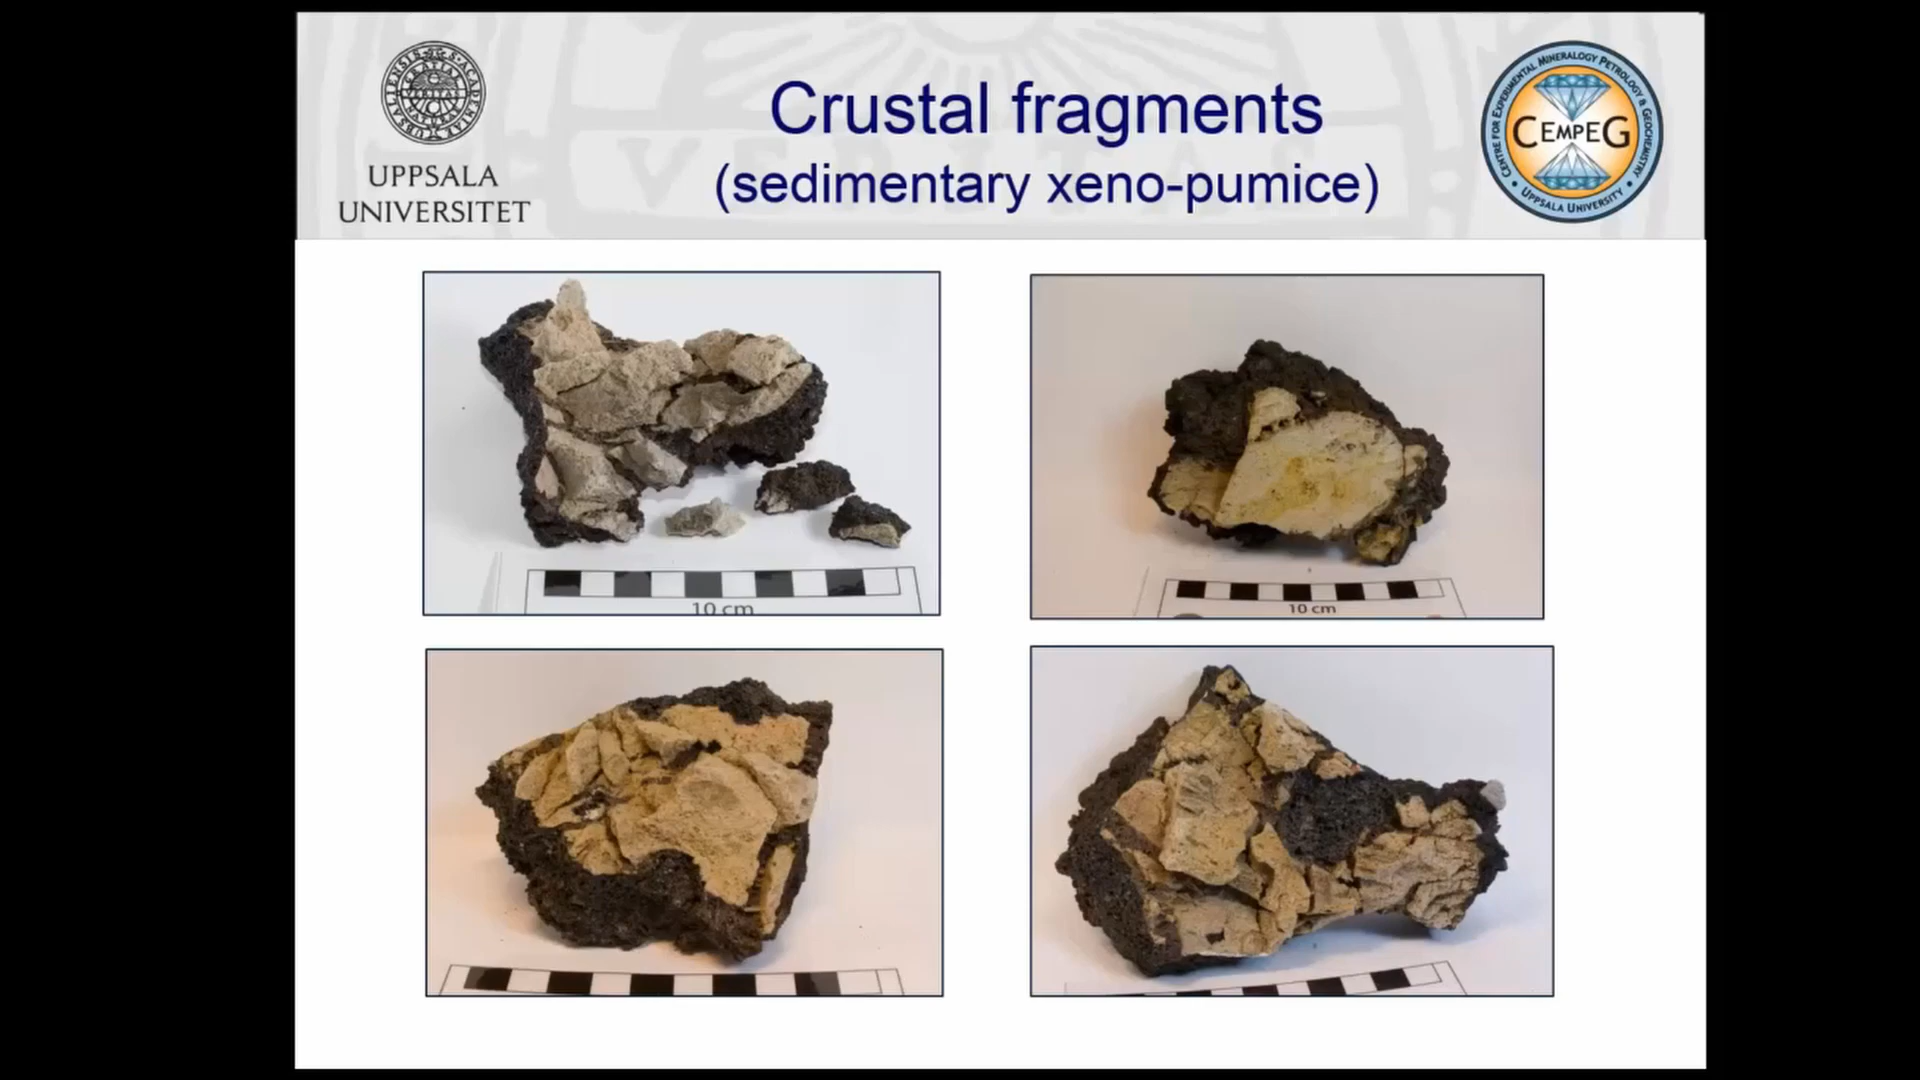 UPPSALA
UNIVERSITET
Crustal fragments
(sedimentary xeno-pumice)
CENTRE FOR EXPERIMENTAL MINERALOGY PETROLOGY & GEOCHEMISTRY
CEMPEG
• UPPSALA UNIVERSITY •
VERITAS
10 cm
10 cm